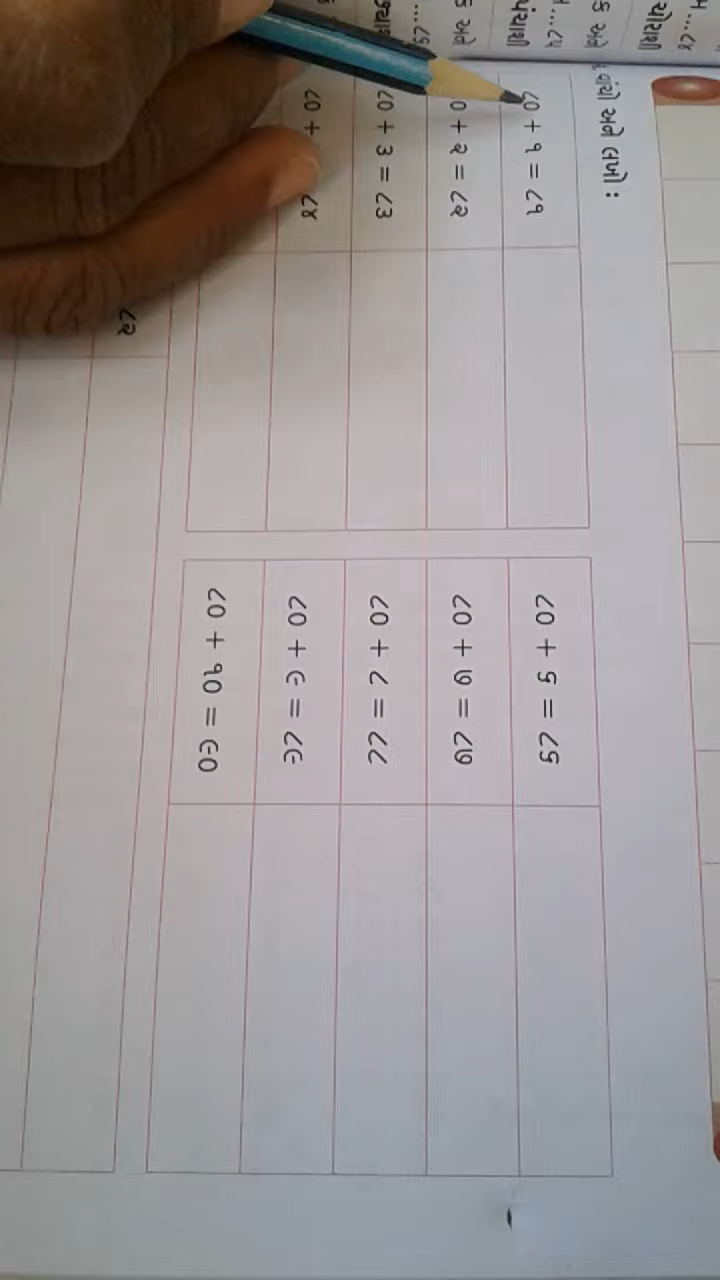 વાંચો અને લખો :
૮૦ + ૧ = ૮૧
૦ + ૨ = ૮૨
૮૦ + ૩ = ૮૩
૮૦ + ૮૪
૮૦ + ૬ = ૮૬
૮૦ + ૭ = ૮૭
૮૦ + ૮ = ૮૮
૮૦ + ૯ = ૮૯
૮૦ + ૧૦ = ૯૦
૮૨